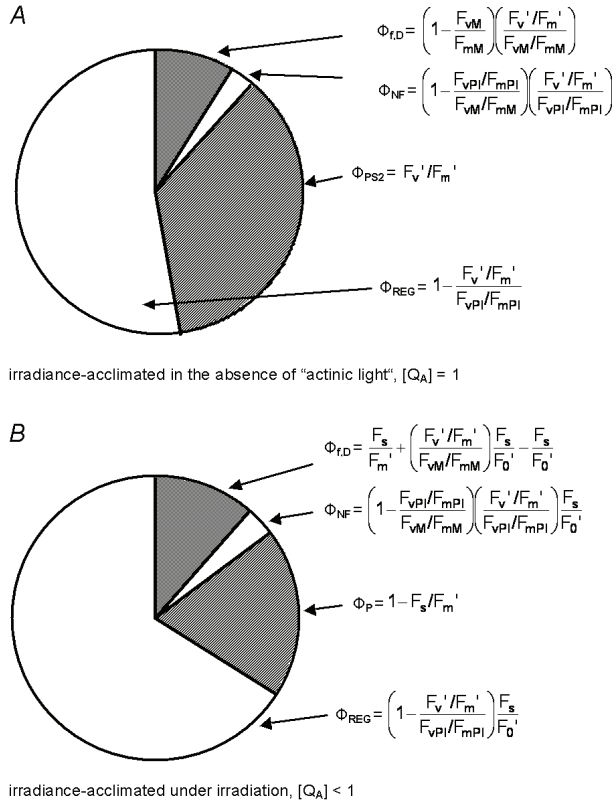 A
Φf,D = (1 − FvM/FmM) (Fv'/Fm' / FvM/FmM)
ΦNF = (1 − FvPI/FmPI / FvM/FmM) (Fv'/Fm' / FvPI/FmPI)
ΦPS2 = Fv'/Fm'
ΦREG = 1 − Fv'/Fm' / FvPI/FmPI
irradiance-acclimated in the absence of “actinic light“, [QA] = 1
B
Φf,D = Fs/Fm' + (Fv'/Fm' / FvM/FmM) Fs/F0' − Fs/F0'
ΦNF = (1 − FvPI/FmPI / FvM/FmM) (Fv'/Fm' / FvPI/FmPI) Fs/F0'
ΦP = 1 − Fs/Fm'
ΦREG = (1 − Fv'/Fm' / FvPI/FmPI) Fs/F0'
irradiance-acclimated under irradiation, [QA] < 1